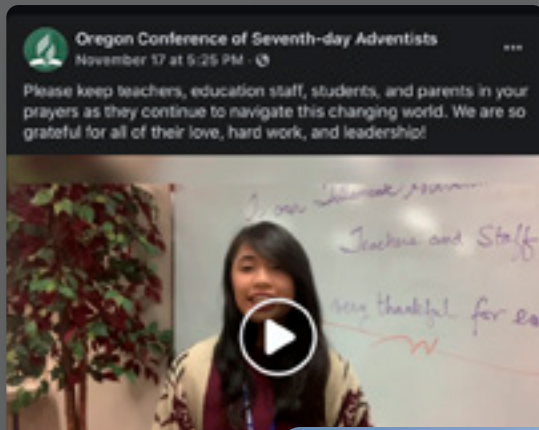 Oregon Conference of Seventh-day Adventists
November 17 at 5:25 PM ·
Please keep teachers, education staff, students, and parents in your
prayers as they continue to navigate this changing world. We are so
grateful for all of their love, hard work, and leadership!
our
Teachers and Staff
very thankful for